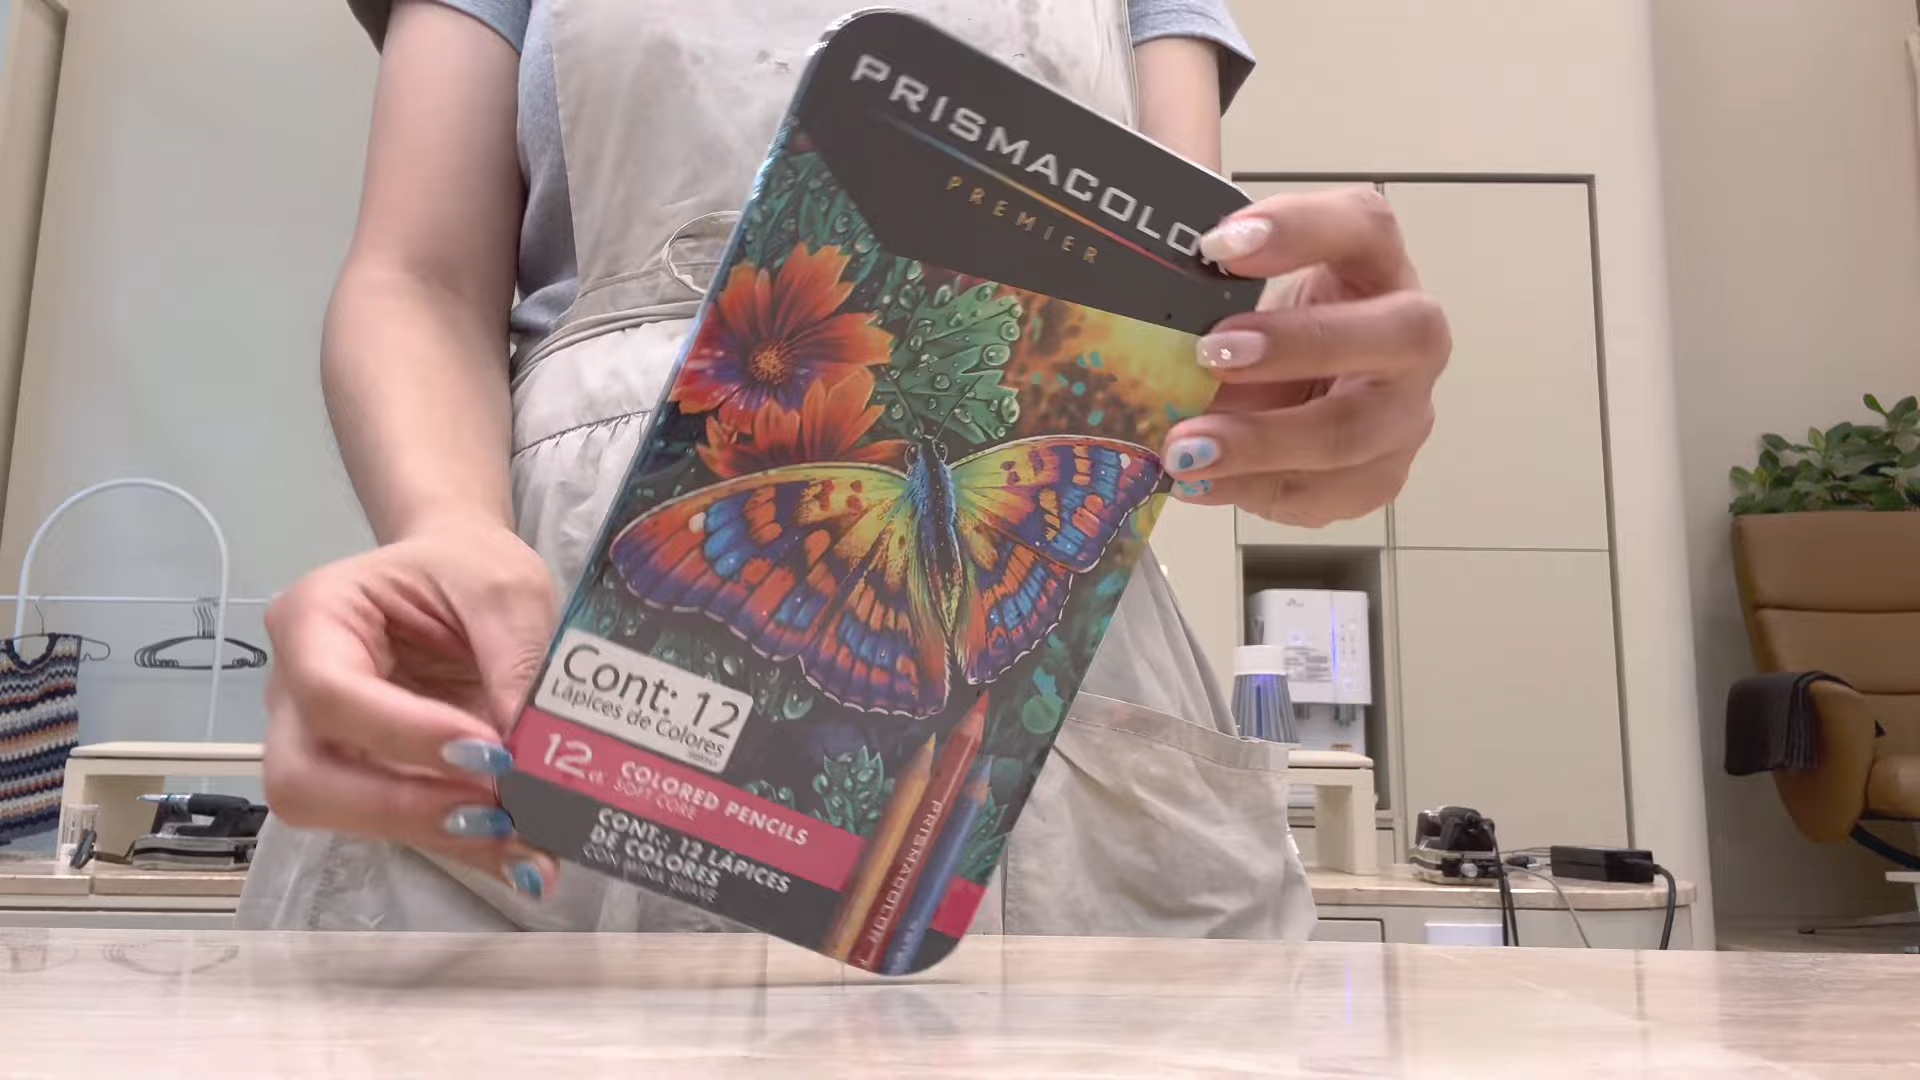 PRISMACOLOR
PREMIER
Cont: 12
Lápices de Colores
12 ct. COLORED PENCILS
SOFT CORE
CONT.: 12 LÁPICES
DE COLORES
CON MINA SUAVE
PRISMACOLOR